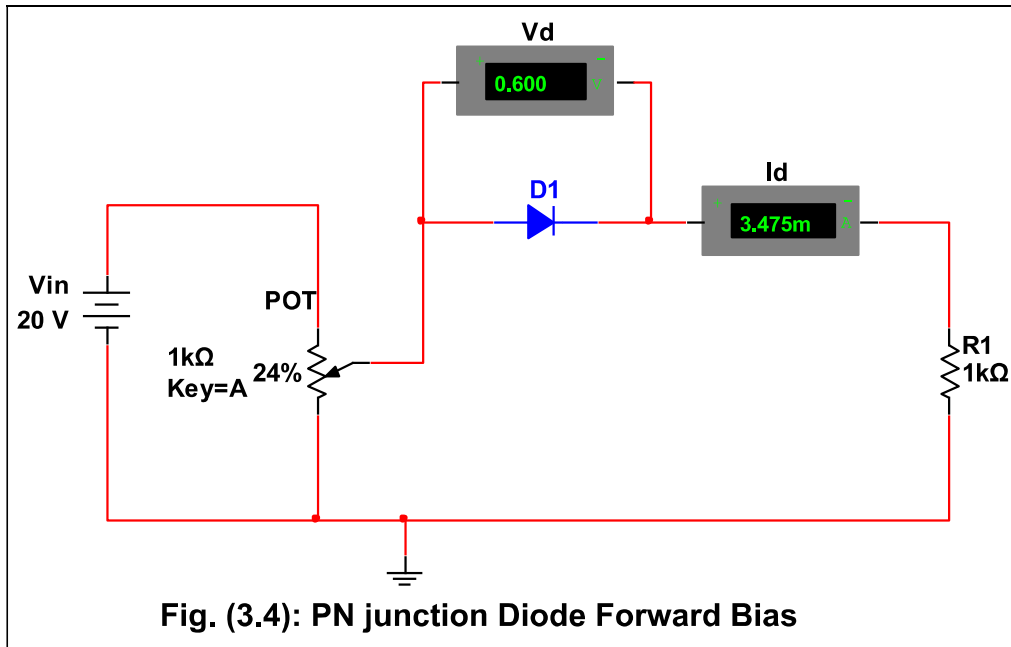 Vd
+ −
0.600 V
D1
Id
+ −
3.475m A
Vin
20 V
POT
1kΩ
Key=A
24%
R1
1kΩ
Fig. (3.4): PN junction Diode Forward Bias